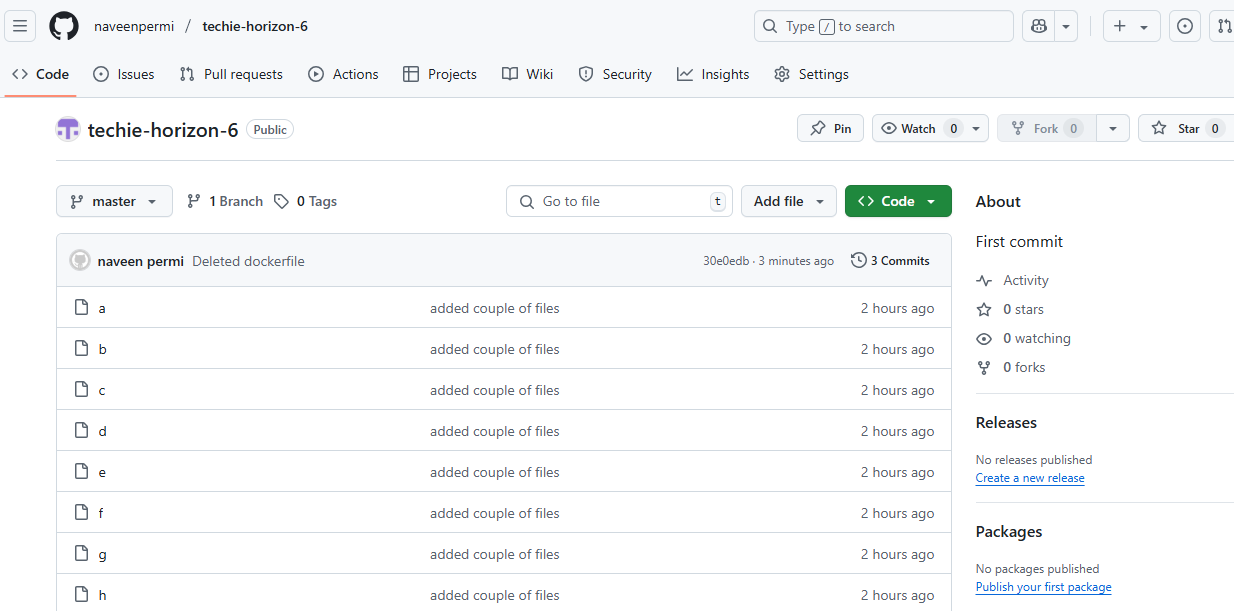 naveenpermi / techie-horizon-6
Type / to search
Code Issues Pull requests Actions Projects Wiki Security Insights Settings
techie-horizon-6 Public
Pin Watch 0 Fork 0 Star 0
master 1 Branch 0 Tags Go to file t Add file Code
naveen permi Deleted dockerfile 30e0edb · 3 minutes ago 3 Commits
a added couple of files 2 hours ago
b added couple of files 2 hours ago
c added couple of files 2 hours ago
d added couple of files 2 hours ago
e added couple of files 2 hours ago
f added couple of files 2 hours ago
g added couple of files 2 hours ago
h added couple of files 2 hours ago
About
First commit
Activity
0 stars
0 watching
0 forks
Releases
No releases published
Create a new release
Packages
No packages published
Publish your first package